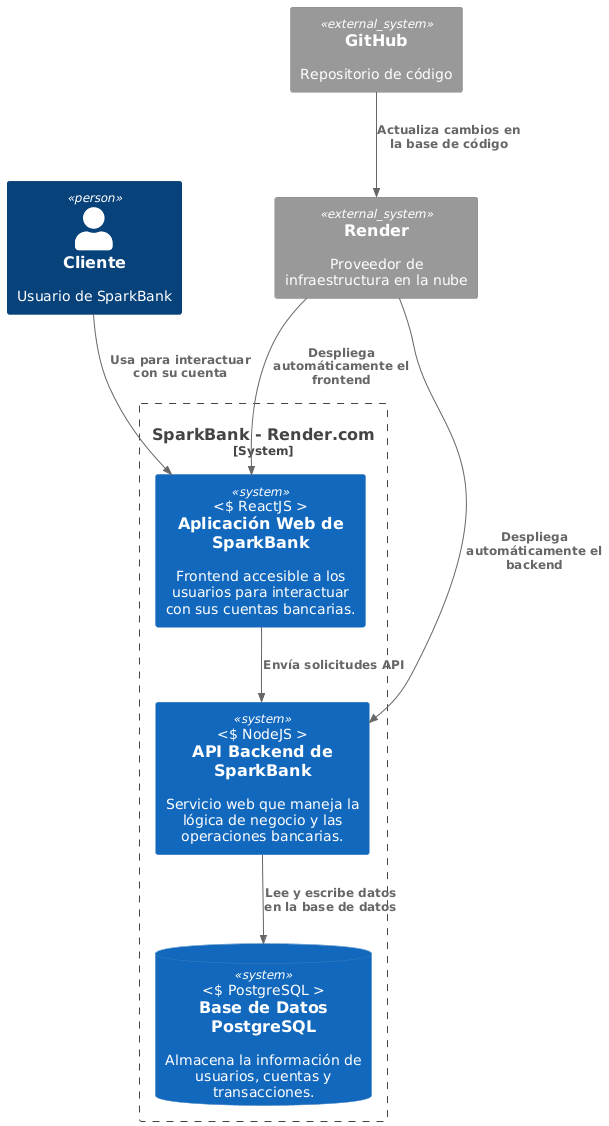 «external_system»
GitHub
Repositorio de código
Actualiza cambios en
la base de código
«person»
Cliente
Usuario de SparkBank
«external_system»
Render
Proveedor de
infraestructura en la nube
Usa para interactuar
con su cuenta
Despliega
automáticamente el
frontend
SparkBank - Render.com
[System]
«system»
<$ ReactJS >
Aplicación Web de
SparkBank
Frontend accesible a los
usuarios para interactuar
con sus cuentas bancarias.
Despliega
automáticamente el
backend
Envía solicitudes API
«system»
<$ NodeJS >
API Backend de
SparkBank
Servicio web que maneja la
lógica de negocio y las
operaciones bancarias.
Lee y escribe datos
en la base de datos
«system»
<$ PostgreSQL >
Base de Datos
PostgreSQL
Almacena la información de
usuarios, cuentas y
transacciones.